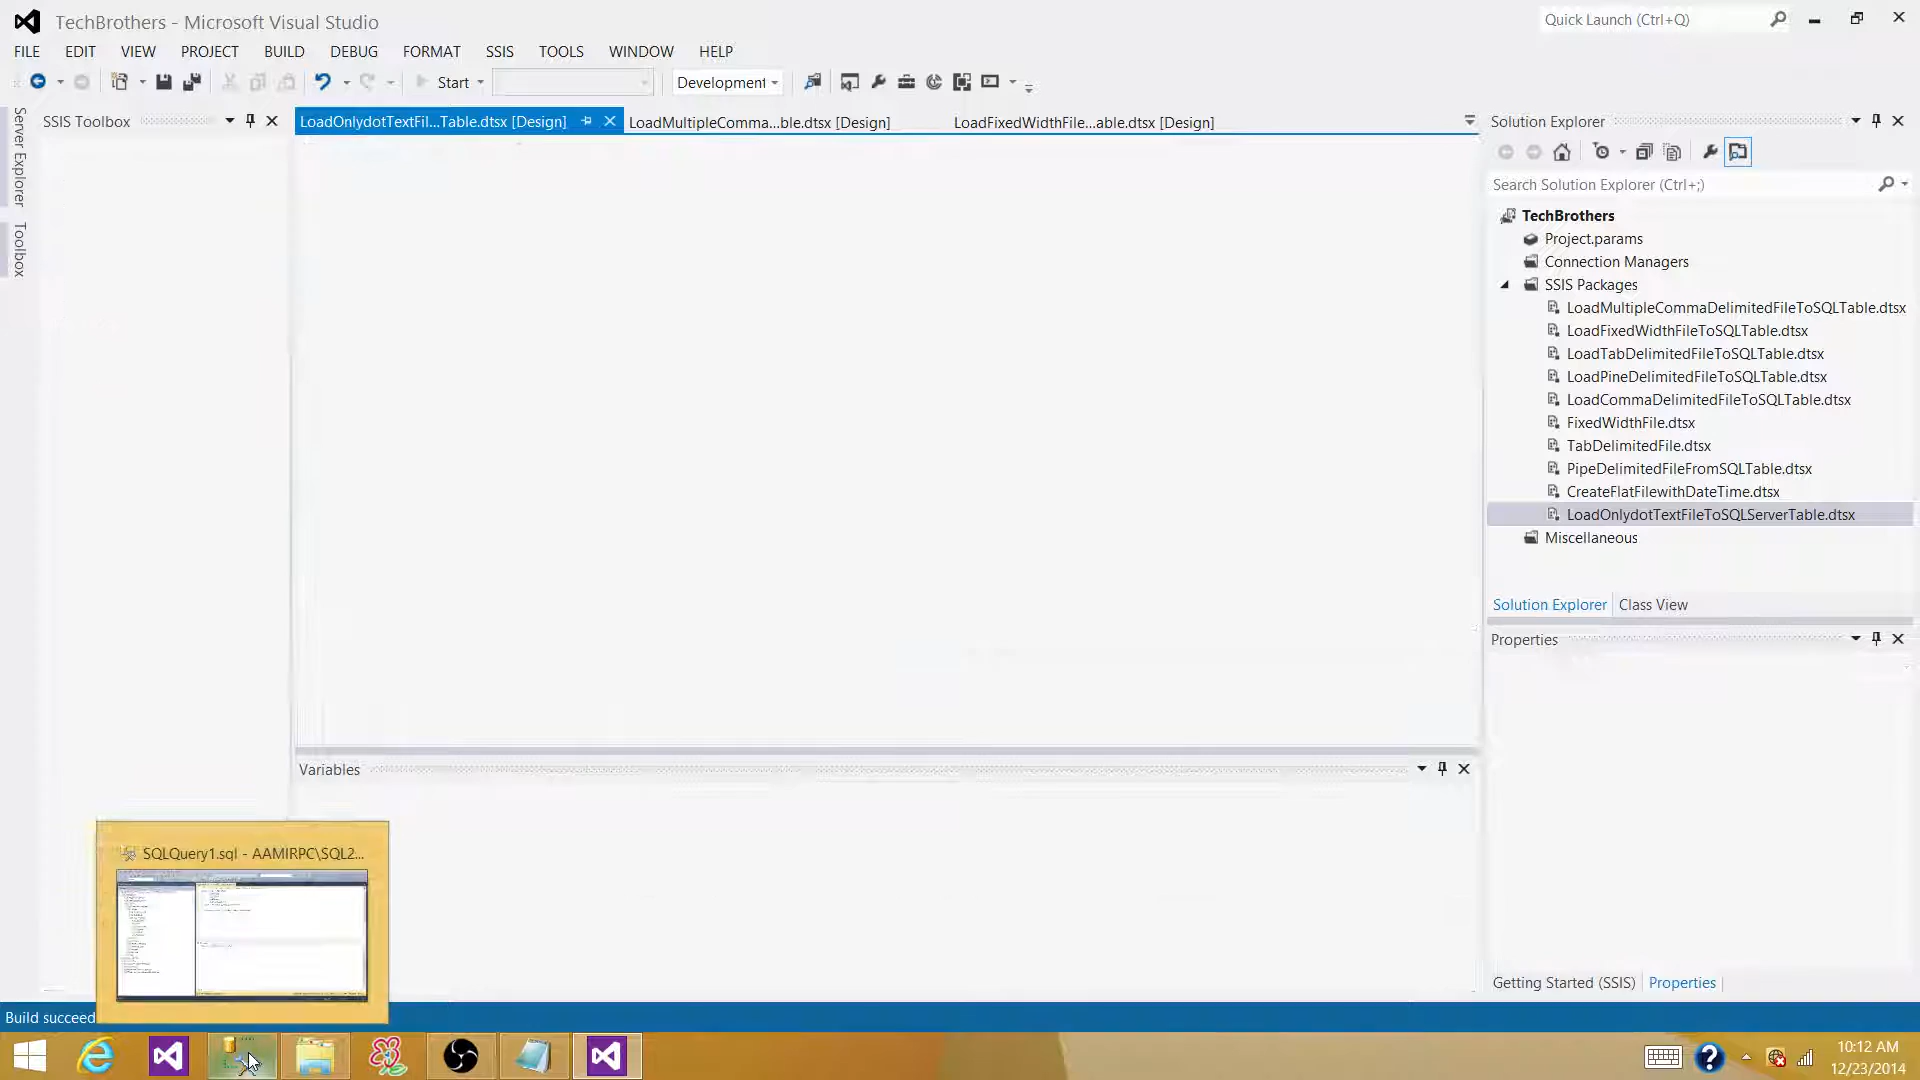 TechBrothers - Microsoft Visual Studio
Quick Launch (Ctrl+Q)
FILE EDIT VIEW PROJECT BUILD DEBUG FORMAT SSIS TOOLS WINDOW HELP
Start Development
Server Explorer
Toolbox
SSIS Toolbox
LoadOnlydotTextFil...Table.dtsx [Design] LoadMultipleComma...ble.dtsx [Design] LoadFixedWidthFile...able.dtsx [Design]
Solution Explorer
Search Solution Explorer (Ctrl+;)
TechBrothers
Project.params
Connection Managers
SSIS Packages
LoadMultipleCommaDelimitedFileToSQLTable.dtsx
LoadFixedWidthFileToSQLTable.dtsx
LoadTabDelimitedFileToSQLTable.dtsx
LoadPineDelimitedFileToSQLTable.dtsx
LoadCommaDelimitedFileToSQLTable.dtsx
FixedWidthFile.dtsx
TabDelimitedFile.dtsx
PipeDelimitedFileFromSQLTable.dtsx
CreateFlatFilewithDateTime.dtsx
LoadOnlydotTextFileToSQLServerTable.dtsx
Miscellaneous
Solution Explorer Class View
Properties
Variables
SQLQuery1.sql - AAMIRPC\SQL2...
Getting Started (SSIS) Properties
Build succeed
10:12 AM
12/23/2014